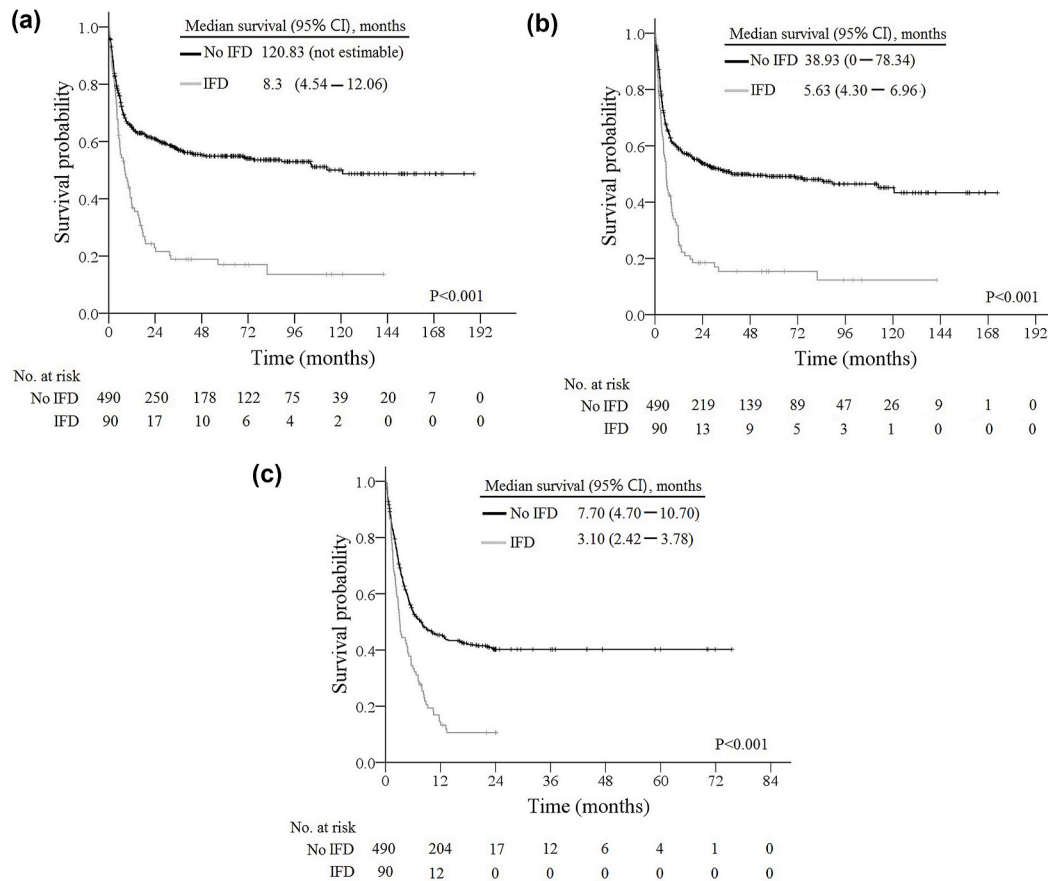 (a)
Median survival (95% CI), months
No IFD 120.83 (not estimable)
IFD 8.3 (4.54 — 12.06)
1.0
0.8
0.6
0.4
0.2
0.0
Survival probability
P<0.001
0 24 48 72 96 120 144 168 192
Time (months)
No. at risk
No IFD 490 250 178 122 75 39 20 7 0
IFD 90 17 10 6 4 2 0 0 0
(b)
Median survival (95% CI), months
No IFD 38.93 (0 — 78.34)
IFD 5.63 (4.30 — 6.96)
1.0
0.8
0.6
0.4
0.2
0.0
Survival probability
P<0.001
0 24 48 72 96 120 144 168 192
Time (months)
No. at risk
No IFD 490 219 139 89 47 26 9 1 0
IFD 90 13 9 5 3 1 0 0 0
(c)
Median survival (95% CI), months
No IFD 7.70 (4.70 — 10.70)
IFD 3.10 (2.42 — 3.78)
1.0
0.8
0.6
0.4
0.2
0.0
Survival probability
P<0.001
0 12 24 36 48 60 72 84
Time (months)
No. at risk
No IFD 490 204 17 12 6 4 1 0
IFD 90 12 0 0 0 0 0 0